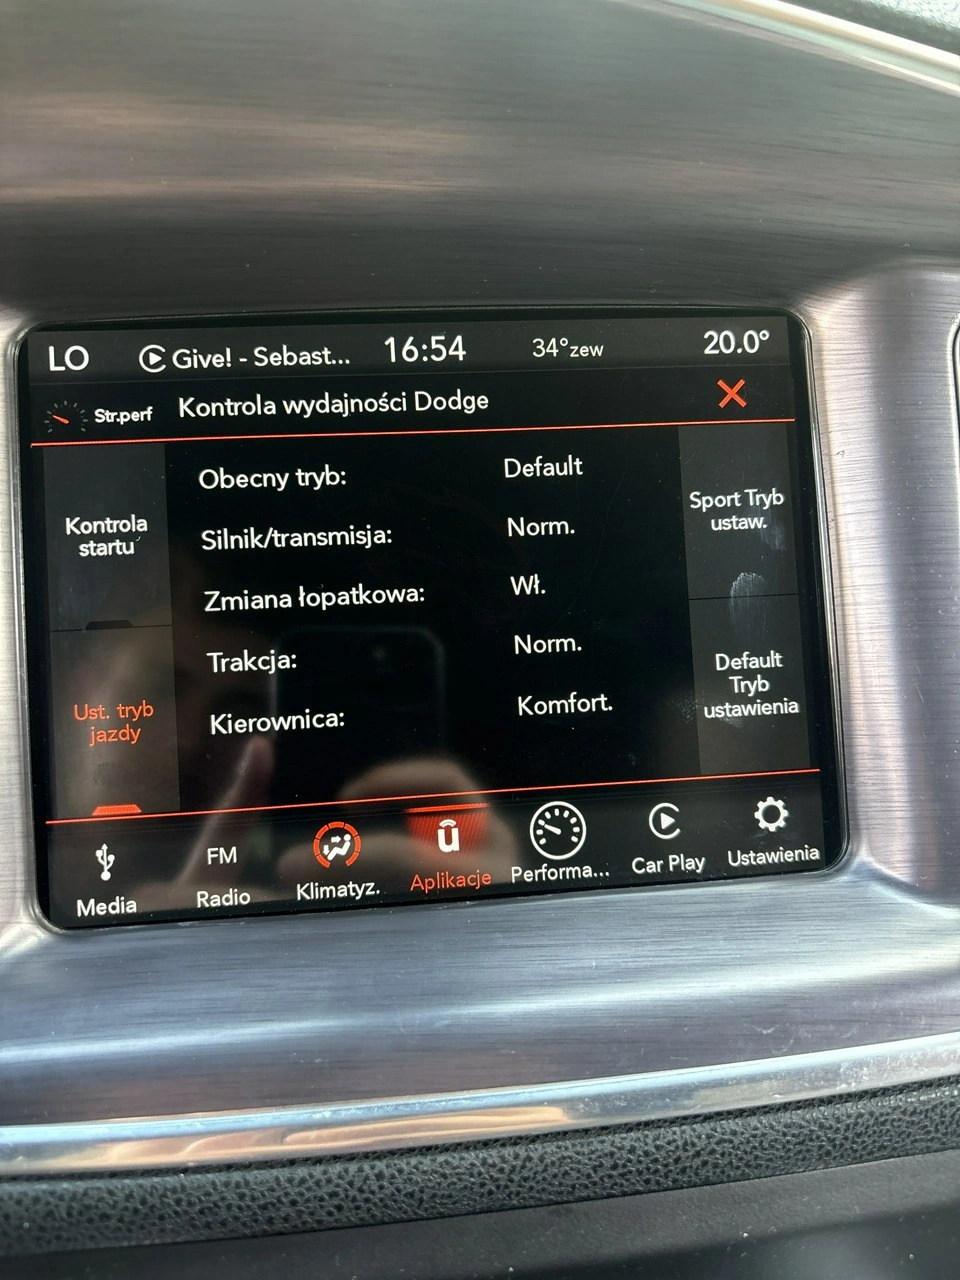 LO Give! - Sebast... 16:54 34°zew 20.0°
Str.perf Kontrola wydajności Dodge
Kontrola
startu
Ust. tryb
jazdy
Obecny tryb: Default
Silnik/transmisja: Norm.
Zmiana łopatkowa: Wł.
Trakcja: Norm.
Kierownica: Komfort.
Sport Tryb
ustaw.
Default
Tryb
ustawienia
Media
FM
Radio
Klimatyz.
ū
Aplikacje
Performa...
Car Play
Ustawienia